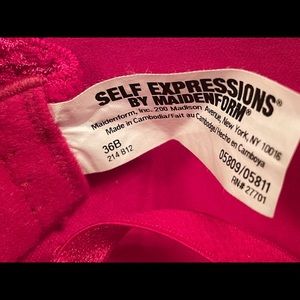 SELF EXPRESSIONS®
BY MAIDENFORM®
Maidenform, Inc. 200 Madison Avenue, New York, NY 10016
Made in Cambodia/Fait au Cambodge/Hecho en Camboya
36B
214 B12
05809/05811
RN# 27701